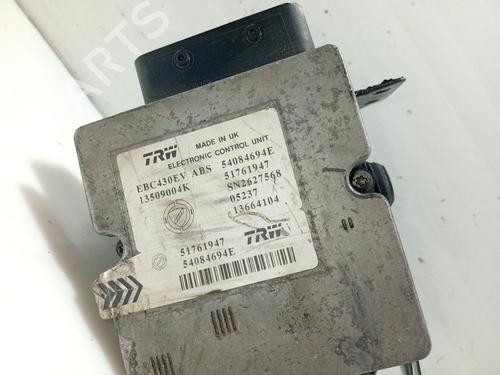 TRW
MADE IN UK
ELECTRONIC CONTROL UNIT
EBC430EV ABS 54084694E
13509004K 51761947
SN2627568
05237
13664104
51761947
54084694E
TRW